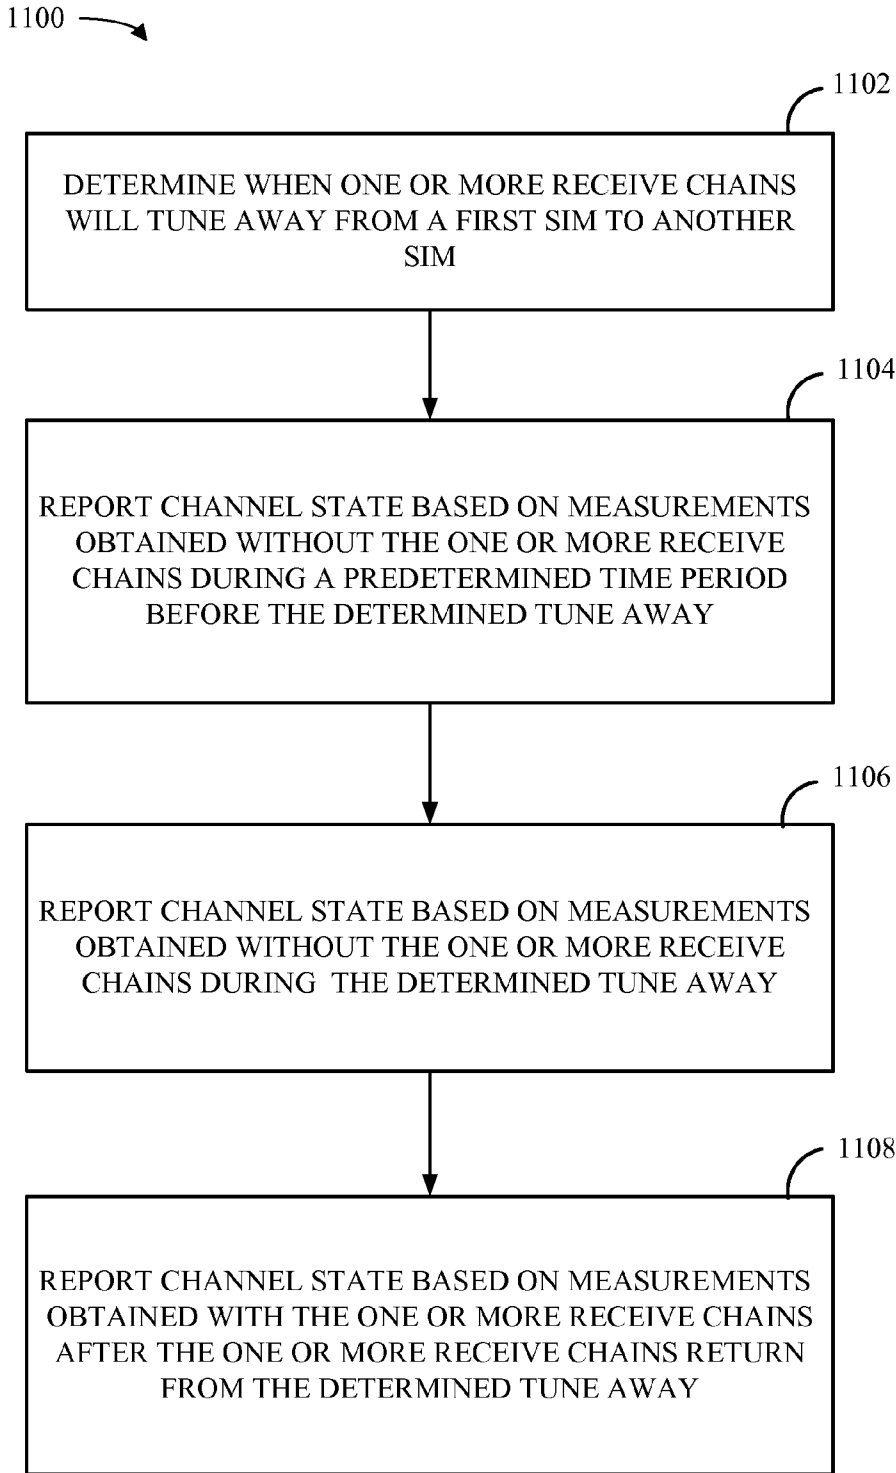 1100
1102
DETERMINE WHEN ONE OR MORE RECEIVE CHAINS
WILL TUNE AWAY FROM A FIRST SIM TO ANOTHER
SIM
1104
REPORT CHANNEL STATE BASED ON MEASUREMENTS
OBTAINED WITHOUT THE ONE OR MORE RECEIVE
CHAINS DURING A PREDETERMINED TIME PERIOD
BEFORE THE DETERMINED TUNE AWAY
1106
REPORT CHANNEL STATE BASED ON MEASUREMENTS
OBTAINED WITHOUT THE ONE OR MORE RECEIVE
CHAINS DURING THE DETERMINED TUNE AWAY
1108
REPORT CHANNEL STATE BASED ON MEASUREMENTS
OBTAINED WITH THE ONE OR MORE RECEIVE CHAINS
AFTER THE ONE OR MORE RECEIVE CHAINS RETURN
FROM THE DETERMINED TUNE AWAY